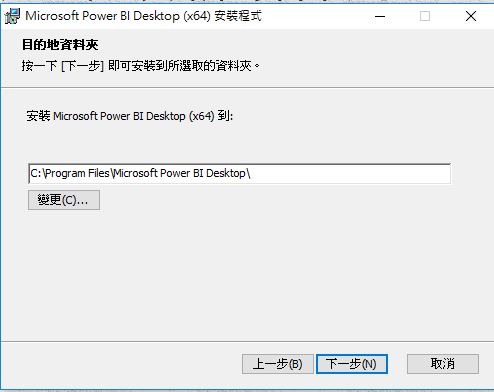 Microsoft Power BI Desktop (x64) 安裝程式
目的地資料夾
按一下 [下一步] 即可安裝到所選取的資料夾。
安裝 Microsoft Power BI Desktop (x64) 到:
C:\Program Files\Microsoft Power BI Desktop\
變更(C)...
上一步(B) 下一步(N) 取消